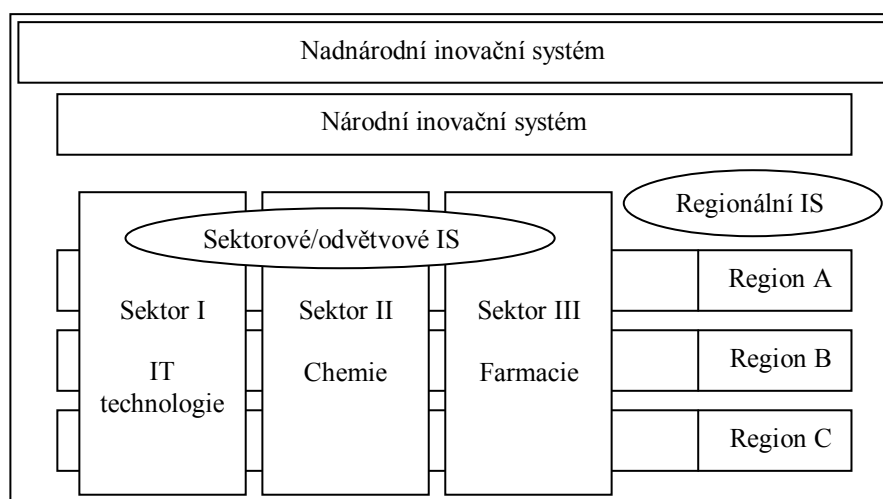 Nadnárodní inovační systém
Národní inovační systém
Regionální IS
Sektorové/odvětvové IS
Region A
Sektor I
Sektor II
Sektor III
Region B
IT
Chemie
Farmacie
technologie
Region C